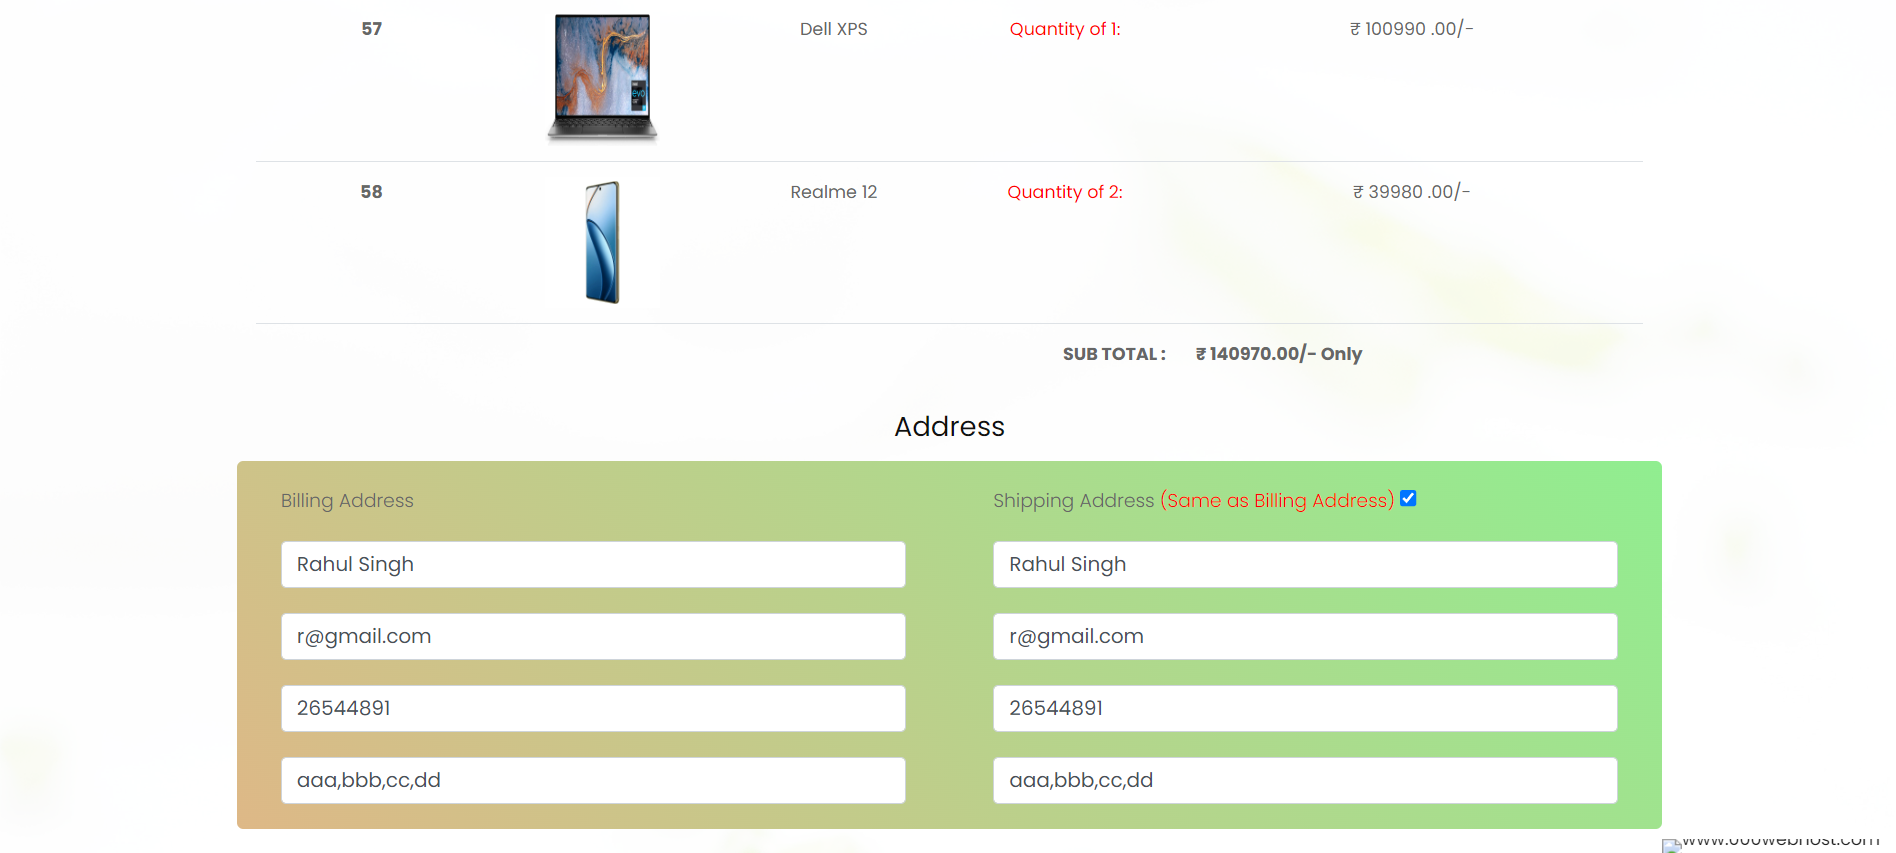 57 Dell XPS Quantity of 1: ₹ 100990 .00/-
evo
58 Realme 12 Quantity of 2: ₹ 39980 .00/-
SUB TOTAL : ₹ 140970.00/- Only
Address
Billing Address Shipping Address (Same as Billing Address)
Rahul Singh Rahul Singh
r@gmail.com r@gmail.com
26544891 26544891
aaa,bbb,cc,dd aaa,bbb,cc,dd
www.000webhost.com